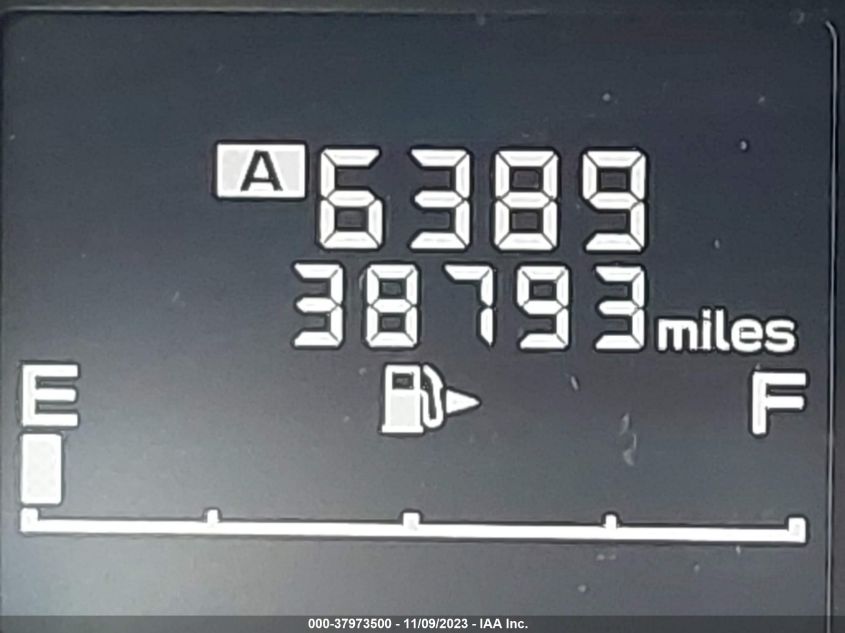 A 6389
38793 miles
E F
000-37973500 - 11/09/2023 - IAA Inc.